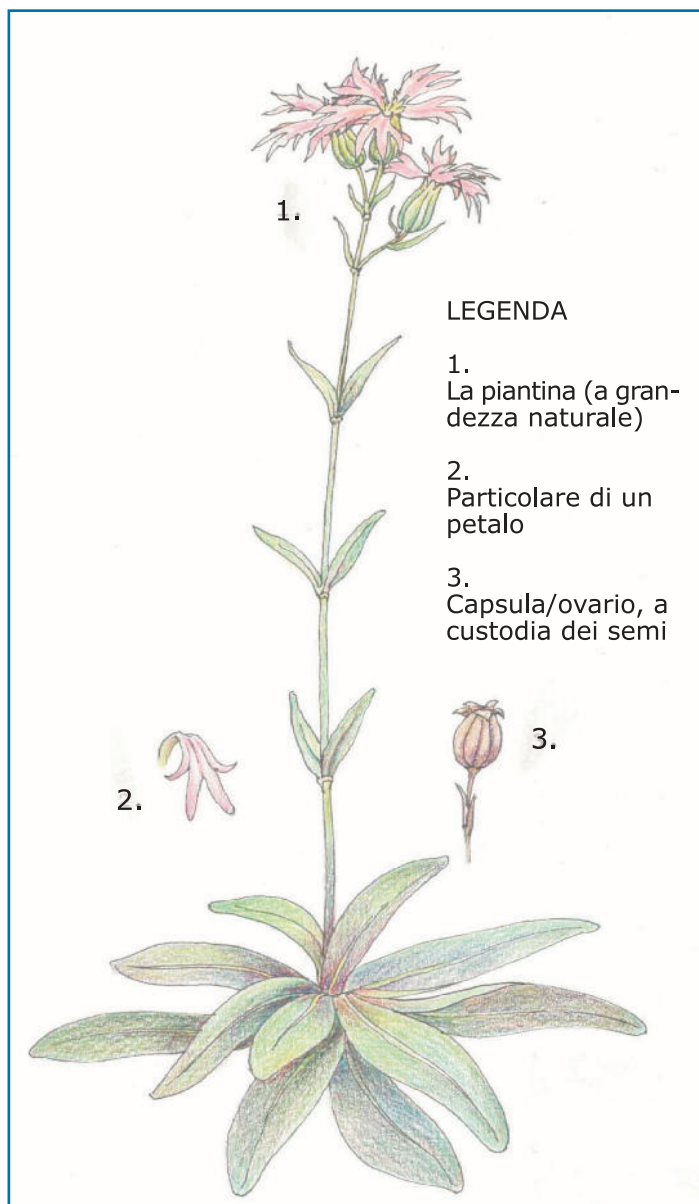 1.
LEGENDA
1.
La piantina (a gran-
dezza naturale)
2.
Particolare di un
petalo
3.
Capsula/ovario, a
custodia dei semi
3.
2.